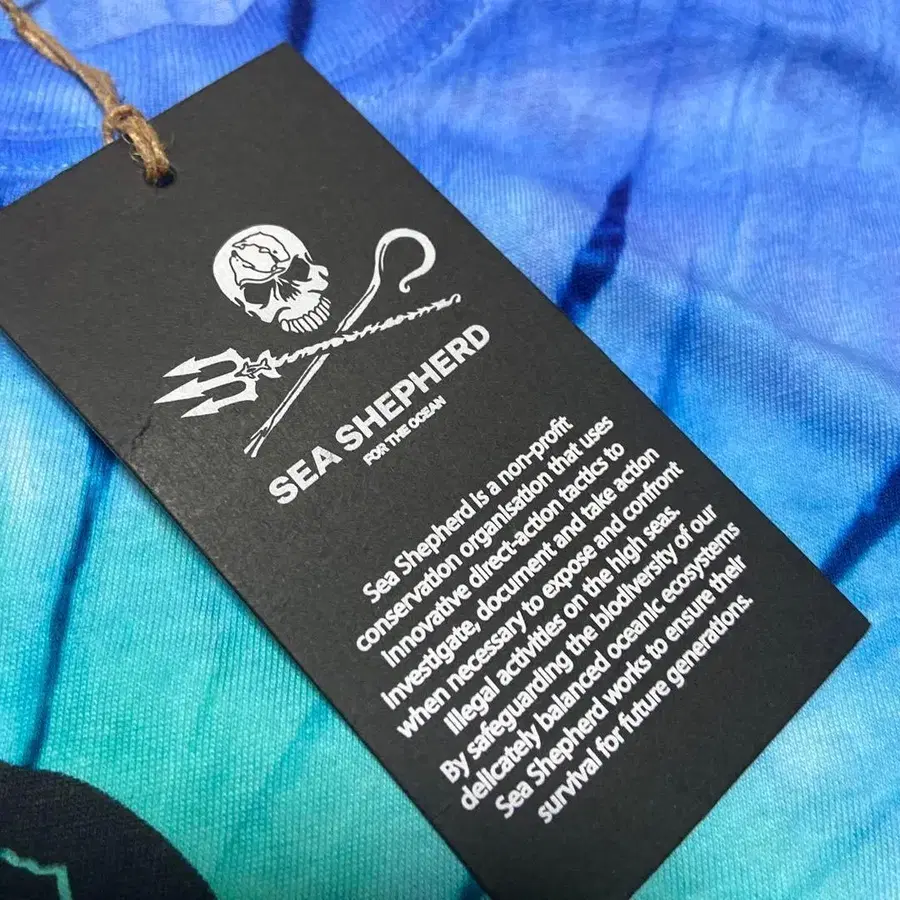 SEA SHEPHERD
FOR THE OCEAN
Sea Shepherd is a non-profit
conservation organisation that uses
innovative direct-action tactics to
investigate, document and take action
when necessary to expose and confront
illegal activities on the high seas.
By safeguarding the biodiversity of our
delicately balanced oceanic ecosystems
Sea Shepherd works to ensure their
survival for future generations.